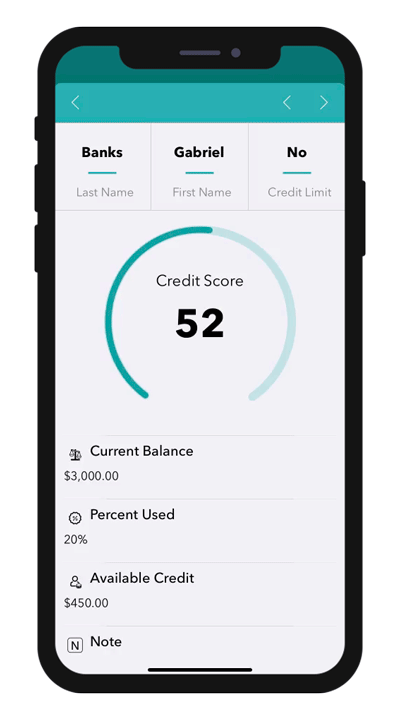 Banks
Gabriel
No
Last Name
First Name
Credit Limit
Credit Score
52
Current Balance
$3,000.00
Percent Used
20%
Available Credit
$450.00
N
Note